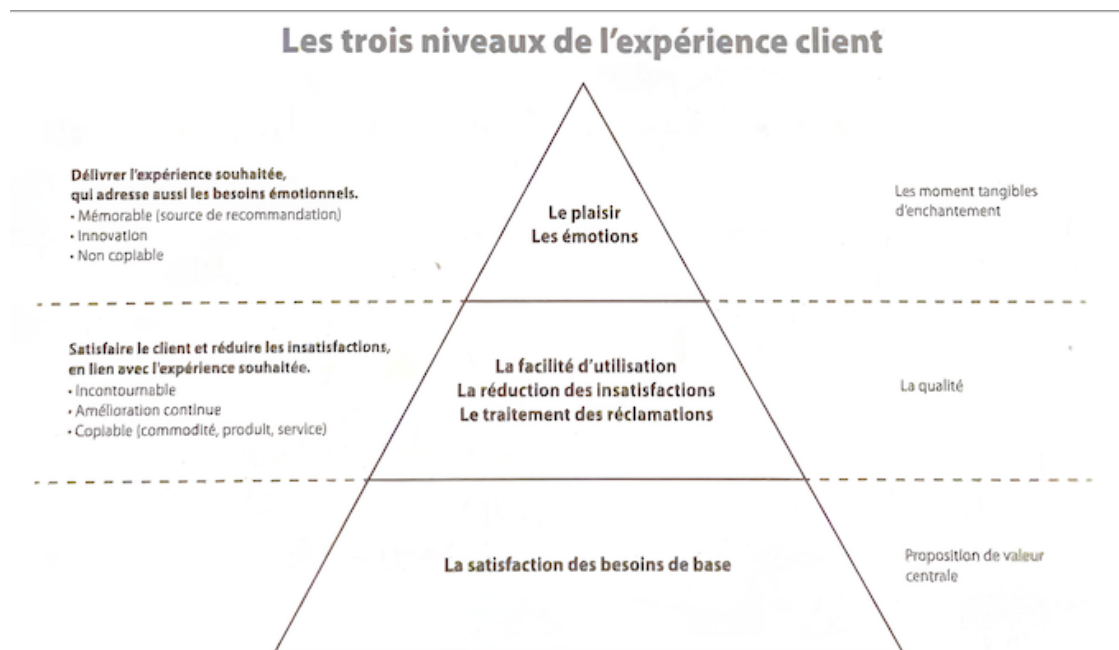 Les trois niveaux de l'expérience client
Délivrer l'expérience souhaitée,
qui adresse aussi les besoins émotionnels.
• Mémorable (source de recommandation)
• Innovation
• Non copiable
Le plaisir
Les émotions
Les moment tangibles
d'enchantement
Satisfaire le client et réduire les insatisfactions,
en lien avec l'expérience souhaitée.
• Incontournable
• Amélioration continue
• Copiable (commodité, produit, service)
La facilité d'utilisation
La réduction des insatisfactions
Le traitement des réclamations
La qualité
La satisfaction des besoins de base
Proposition de valeur
centrale